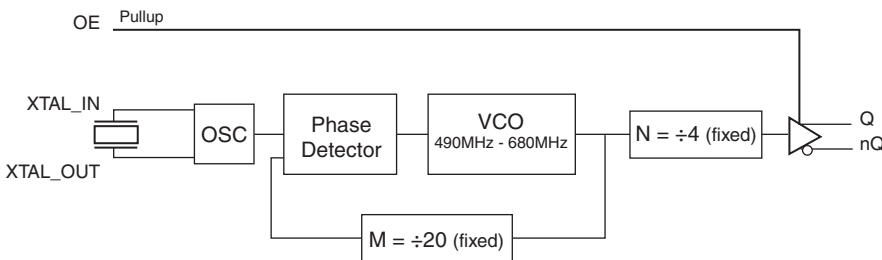 OE Pullup
XTAL_IN
XTAL_OUT
OSC
Phase
Detector
VCO
490MHz - 680MHz
N = ÷4 (fixed)
Q
nQ
M = ÷20 (fixed)